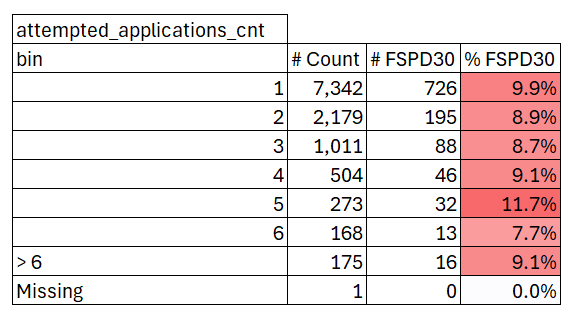 attempted_applications_cnt
bin # Count # FSPD30 % FSPD30
1 7,342 726 9.9%
2 2,179 195 8.9%
3 1,011 88 8.7%
4 504 46 9.1%
5 273 32 11.7%
6 168 13 7.7%
> 6 175 16 9.1%
Missing 1 0 0.0%